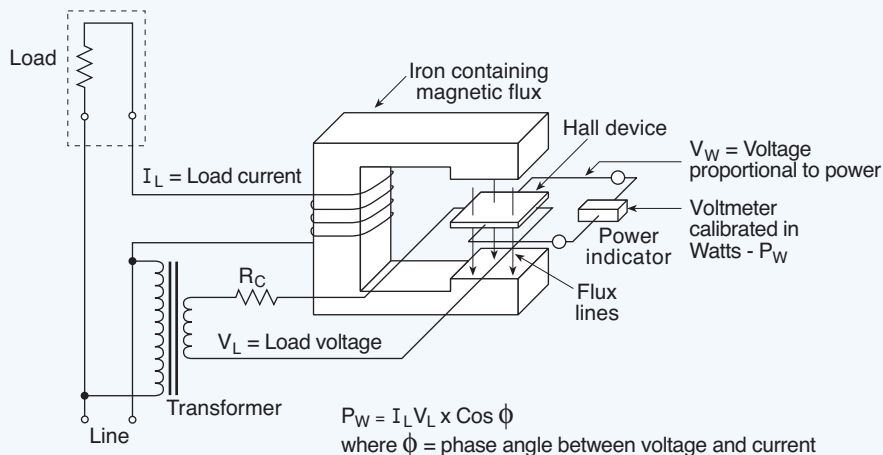 Load
Iron containing
magnetic flux
Hall device
V_W = Voltage
proportional to power
I_L = Load current
Voltmeter
calibrated in
Watts - P_W
Power
indicator
R_C
Flux
lines
V_L = Load voltage
Transformer
Line
P_W = I_L V_L x Cos ϕ
where ϕ = phase angle between voltage and current